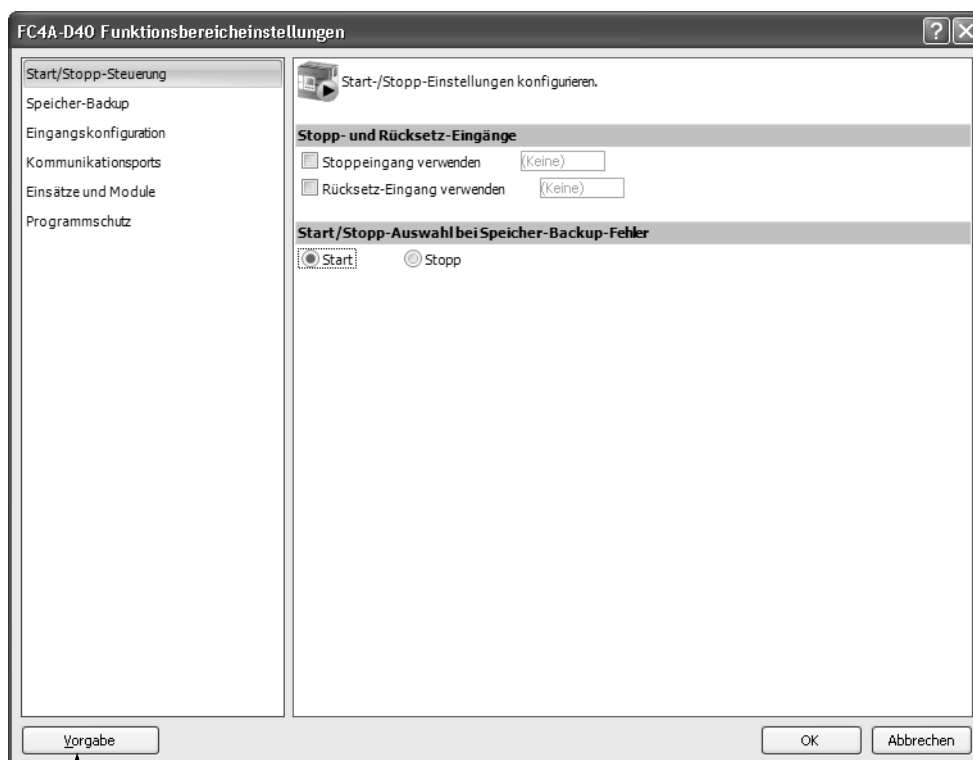 FC4A-D40 Funktionsbereicheinstellungen
Start/Stopp-Steuerung
Speicher-Backup
Eingangskonfiguration
Kommunikationsports
Einsätze und Module
Programmschutz
Start-/Stopp-Einstellungen konfigurieren.
Stopp- und Rücksetz-Eingänge
Stoppeingang verwenden (Keine)
Rücksetz-Eingang verwenden (Keine)
Start/Stopp-Auswahl bei Speicher-Backup-Fehler
Start Stopp
Vorgabe OK Abbrechen